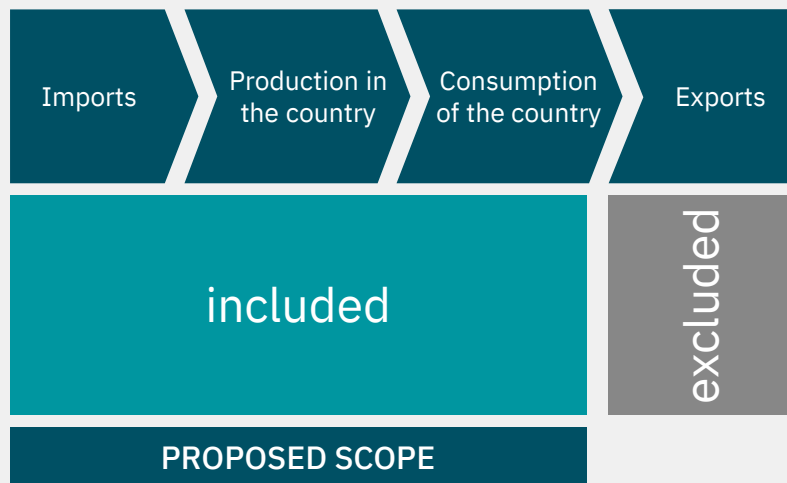 Imports
Production in
the country
Consumption
of the country
Exports
included
excluded
PROPOSED SCOPE